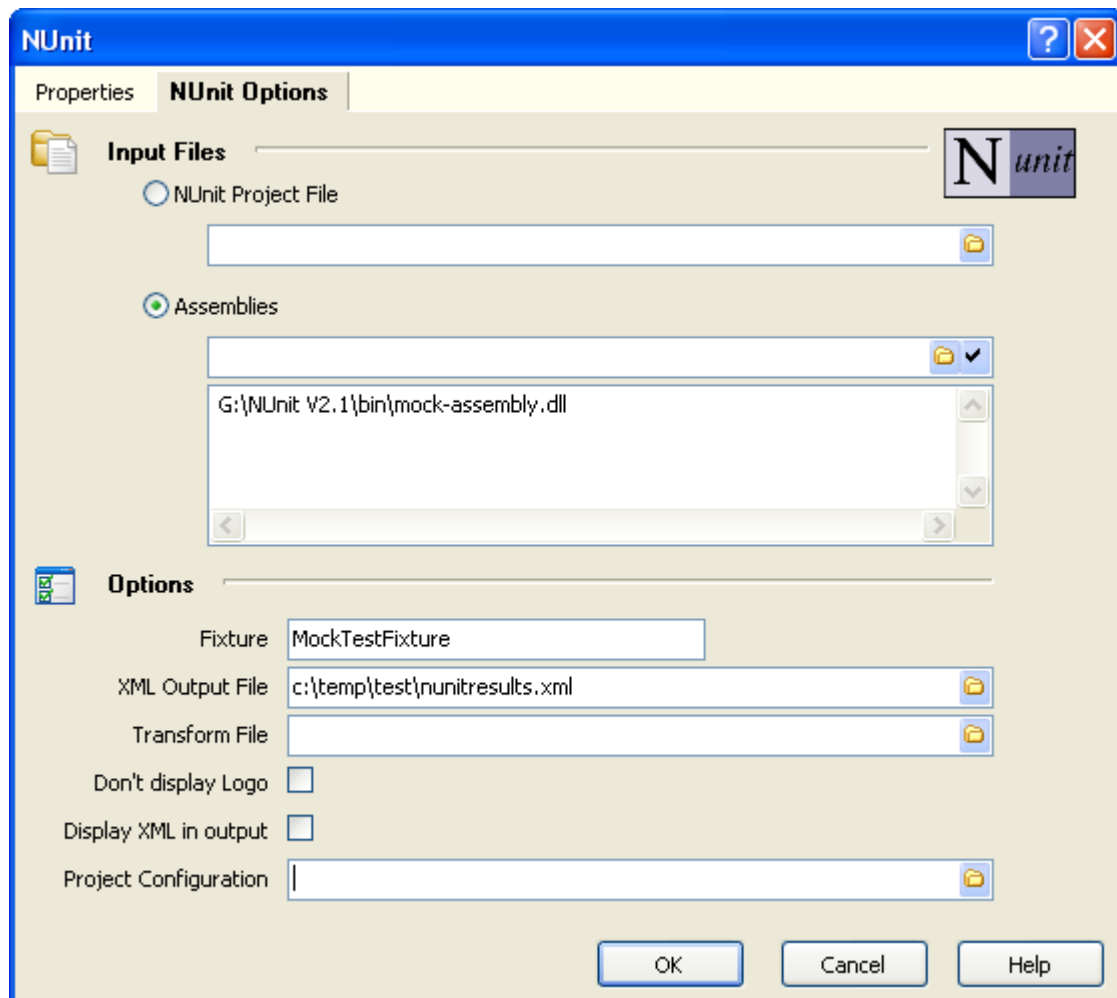 NUnit
Properties NUnit Options
Input Files
N unit
NUnit Project File
Assemblies
G:\NUnit V2.1\bin\mock-assembly.dll
Options
Fixture MockTestFixture
XML Output File c:\temp\test\nunitresults.xml
Transform File
Don't display Logo
Display XML in output
Project Configuration
OK Cancel Help